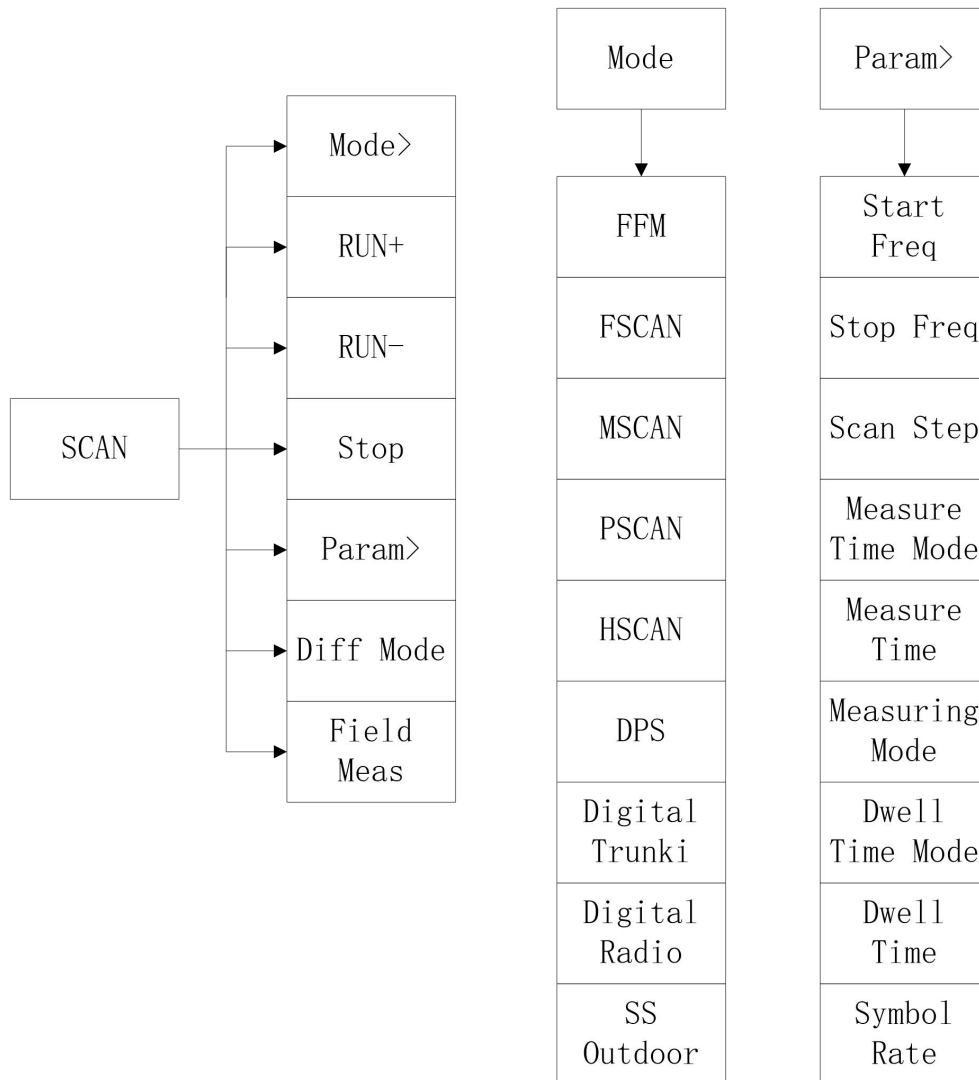 SCAN
Mode>
RUN+
RUN-
Stop
Param>
Diff Mode
Field
Meas
Mode
FFM
FSCAN
MSCAN
PSCAN
HSCAN
DPS
Digital
Trunki
Digital
Radio
SS
Outdoor
Param>
Start
Freq
Stop Freq
Scan Step
Measure
Time Mode
Measure
Time
Measuring
Mode
Dwell
Time Mode
Dwell
Time
Symbol
Rate